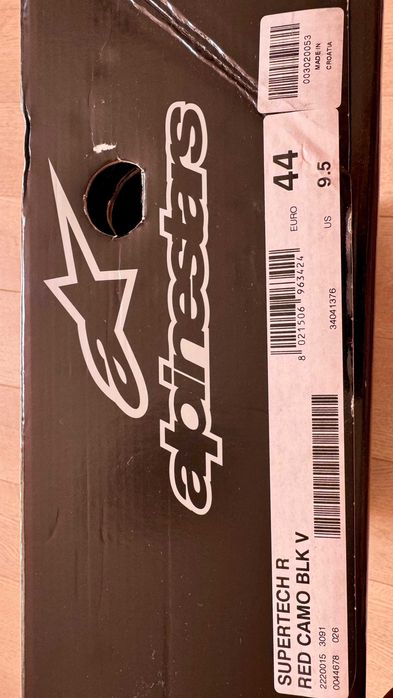 alpinestars
SUPERTECH R
RED CAMO BLK V
2220015 3091
0044678 026
34041376
8 021506 963424
EURO 44
US 9.5
003020053
MADE IN
CROATIA